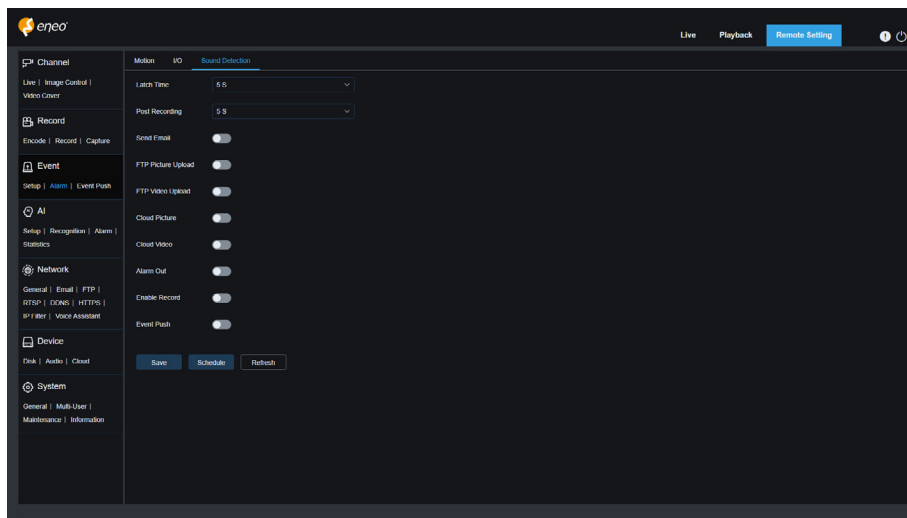 eneo
Live Playback Remote Setting
Channel
Live | Image Control |
Video Cover
Record
Encode | Record | Capture
Event
Setup | Alarm | Event Push
AI
Setup | Recognition | Alarm |
Statistics
Network
General | Email | FTP |
RTSP | DDNS | HTTPS |
IP Filter | Voice Assistant
Device
Disk | Audio | Cloud
System
General | Multi-User |
Maintenance | Information
Motion I/O Sound Detection
Latch Time 5 S
Post Recording 5 S
Send Email
FTP Picture Upload
FTP Video Upload
Cloud Picture
Cloud Video
Alarm Out
Enable Record
Event Push
Save Schedule Refresh